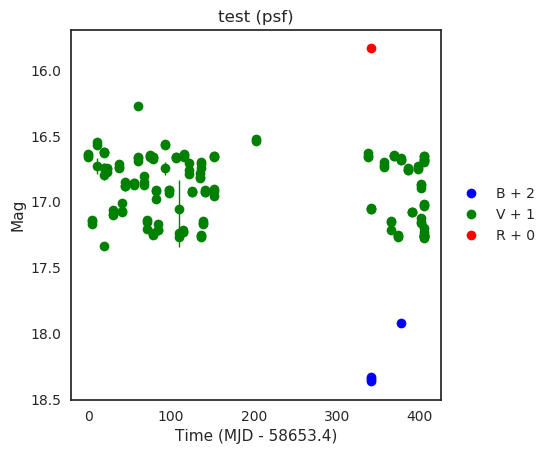 test (psf)
16.0
16.5
17.0
17.5
18.0
18.5
Mag
0
100
200
300
400
Time (MJD - 58653.4)
B + 2
V + 1
R + 0